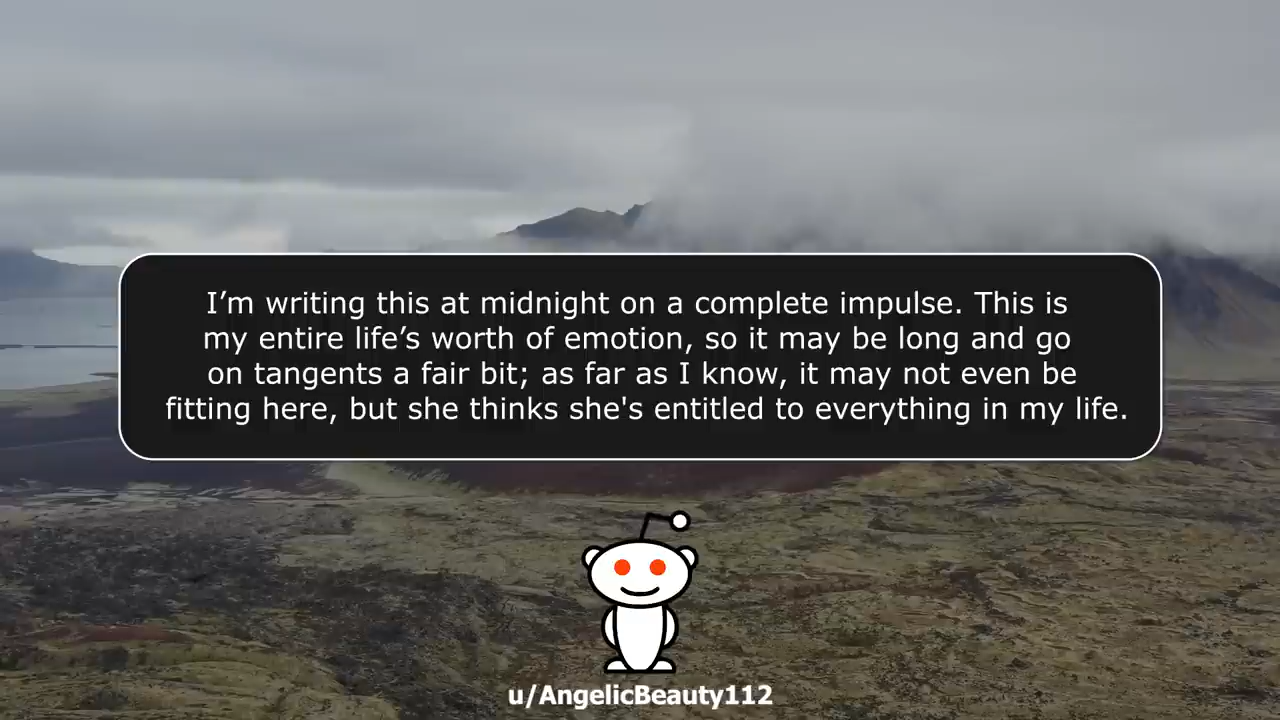 I’m writing this at midnight on a complete impulse. This is
my entire life’s worth of emotion, so it may be long and go
on tangents a fair bit; as far as I know, it may not even be
fitting here, but she thinks she's entitled to everything in my life.
u/AngelicBeauty112